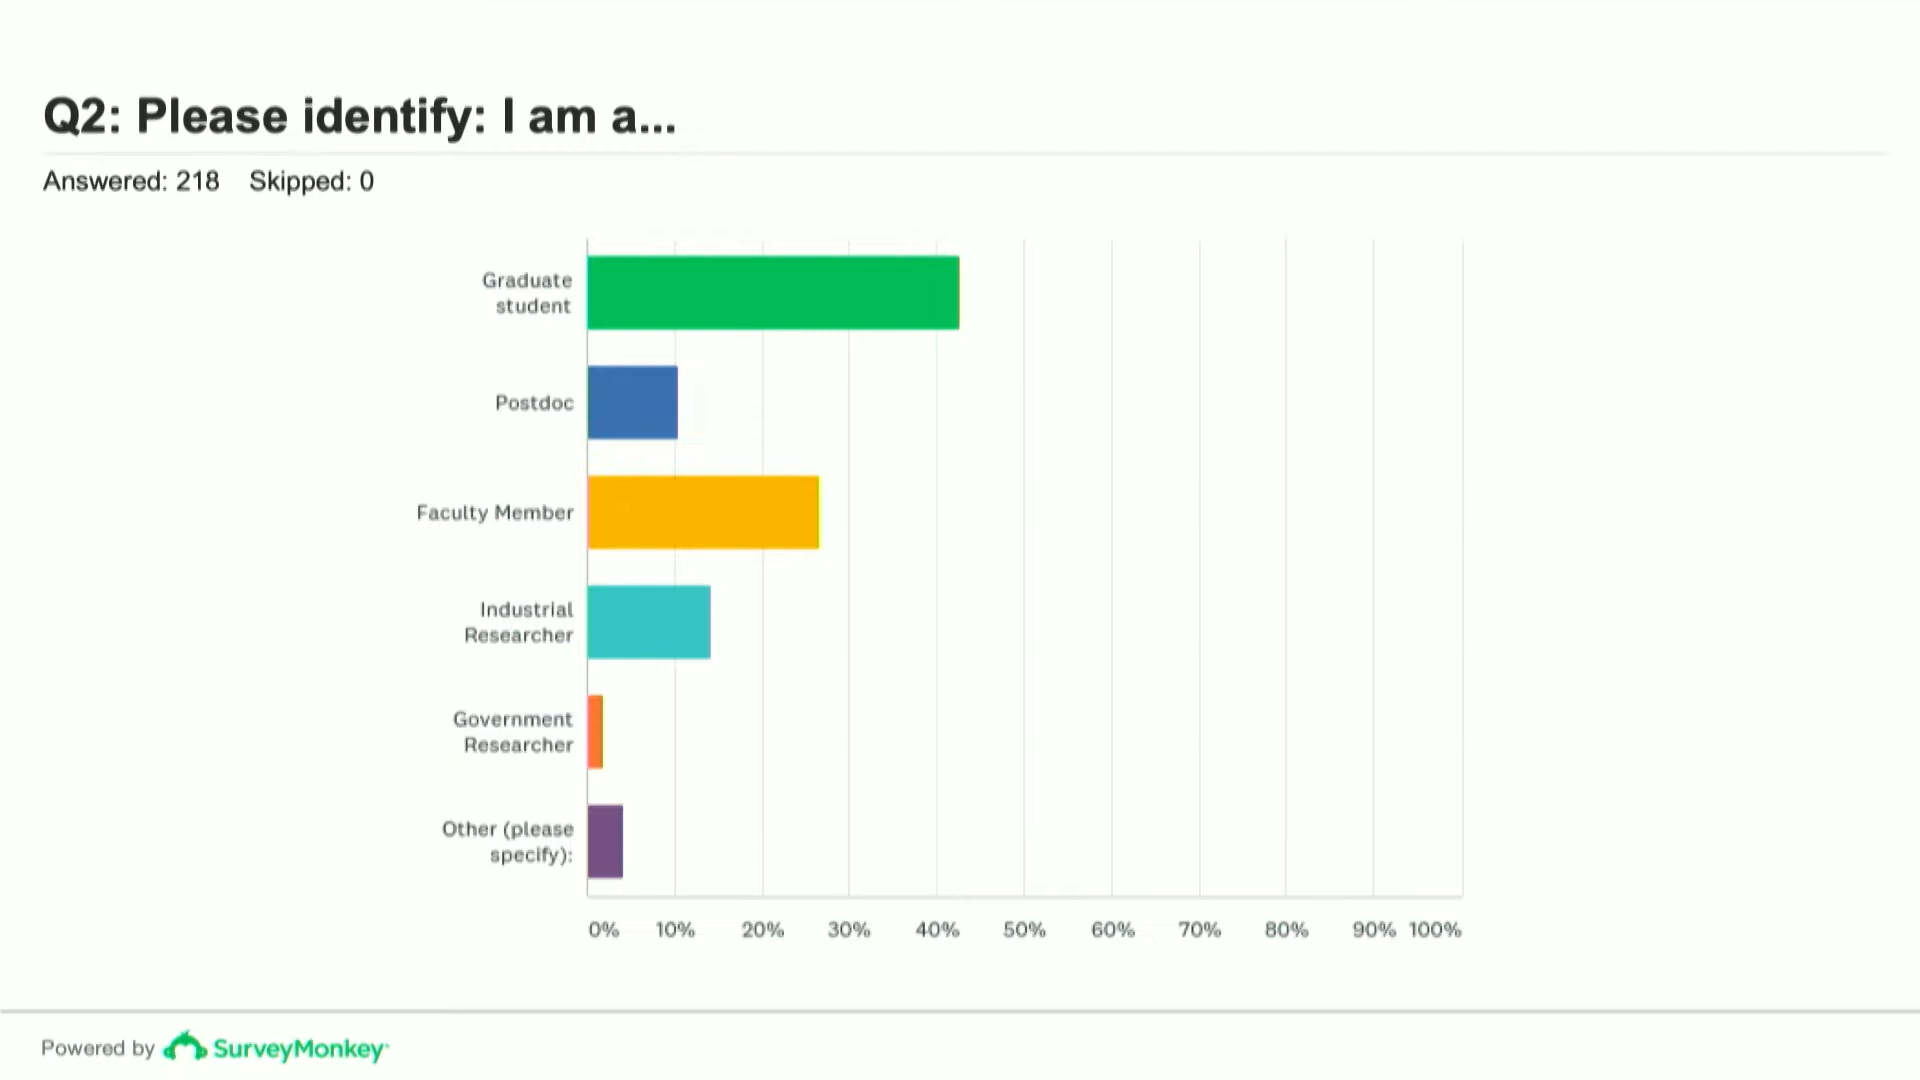 Q2: Please identify: I am a...
Answered: 218 Skipped: 0
Graduate
student
Postdoc
Faculty Member
Industrial
Researcher
Government
Researcher
Other (please
specify):
0% 10% 20% 30% 40% 50% 60% 70% 80% 90% 100%
Powered by SurveyMonkey